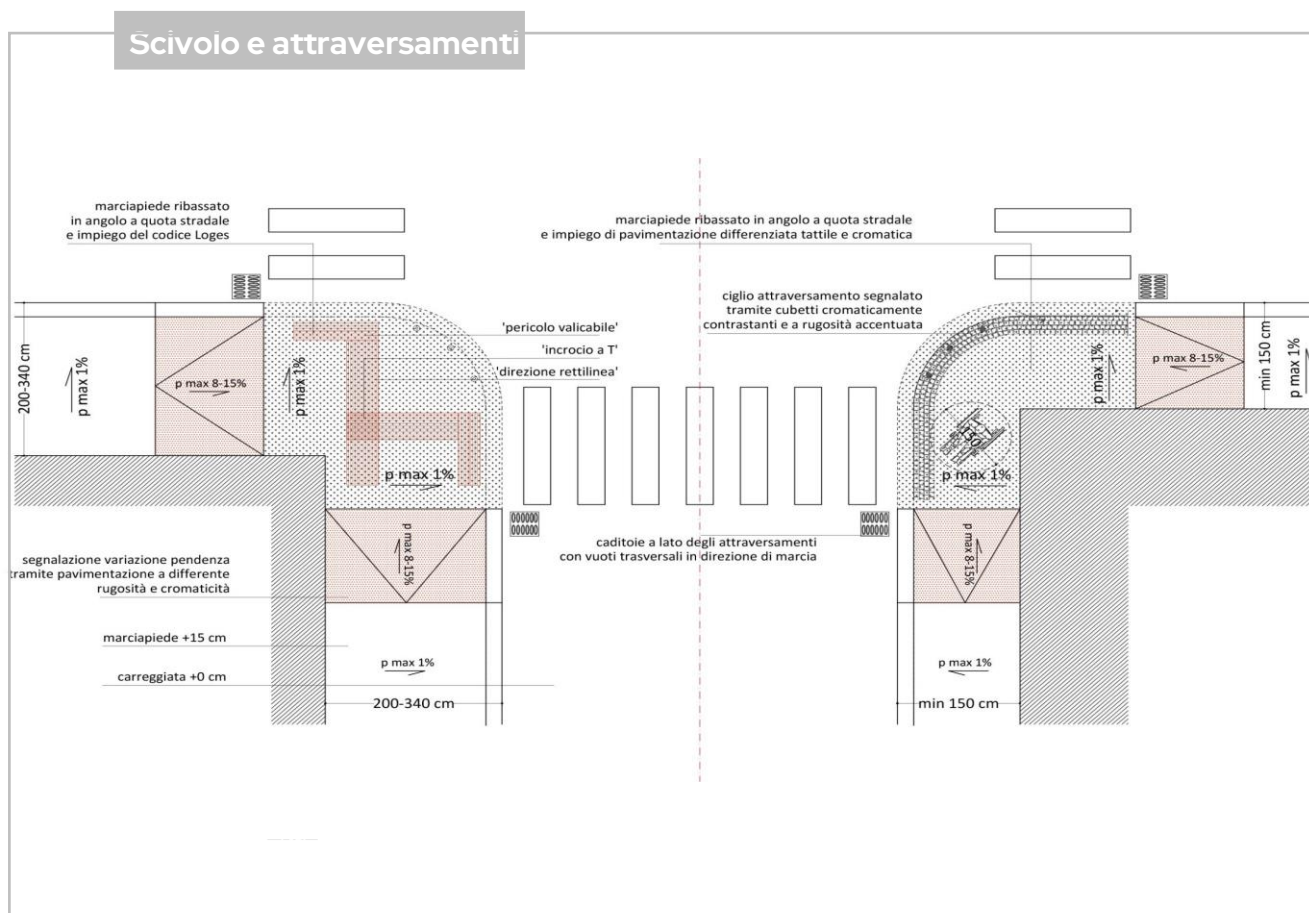 Scivolo e attraversamenti
marciapiede ribassato
in angolo a quota stradale
e impiego del codice Loges
marciapiede ribassato in angolo a quota stradale
e impiego di pavimentazione differenziata tattile e cromatica
ciglio attraversamento segnalato
tramite cubetti cromaticamente
contrastanti e a rugosità accentuata
'pericolo valicabile'
'incrocio a T'
'direzione rettilinea'
200-340 cm
p max 1%
p max 8-15%
p max 1%
p max 1%
p max 1%
p max 8-15%
min 150 cm
p max 1%
150
p max 1%
p max 8-15%
p max 8-15%
caditoie a lato degli attraversamenti
con vuoti trasversali in direzione di marcia
segnalazione variazione pendenza
tramite pavimentazione a differente
rugosità e cromaticità
marciapiede +15 cm
carreggiata +0 cm
p max 1%
200-340 cm
p max 1%
min 150 cm